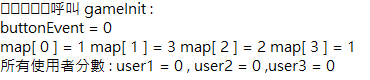 呼叫 gameInit :
buttonEvent = 0
map[ 0 ] = 1 map[ 1 ] = 3 map[ 2 ] = 2 map[ 3 ] = 1
所有使用者分數 : user1 = 0 , user2 = 0 ,user3 = 0